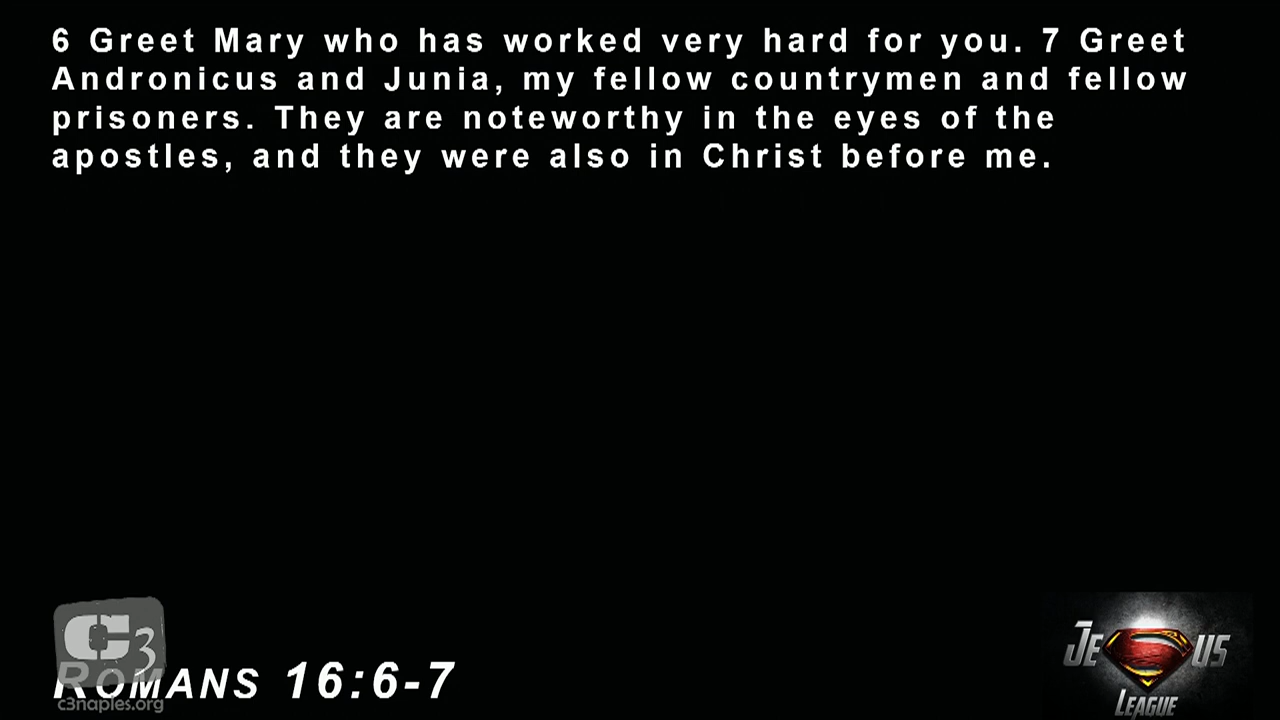 6 Greet Mary who has worked very hard for you. 7 Greet
Andronicus and Junia, my fellow countrymen and fellow
prisoners. They are noteworthy in the eyes of the
apostles, and they were also in Christ before me.
C3
ROMANS 16:6-7
c3naples.org
JESUS
LEAGUE